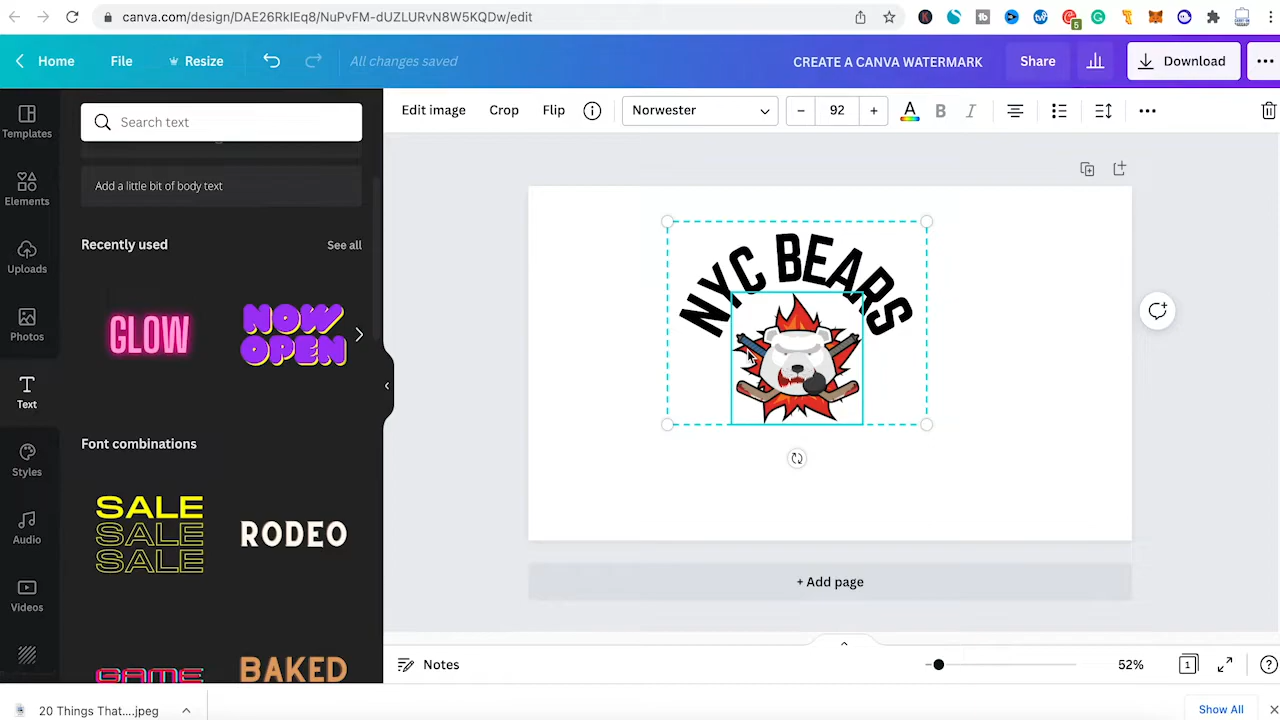 canva.com/design/DAE26RkIEq8/NuPvFM-dUZLURvN8W5KQDw/edit
5
Home
File
Resize
All changes saved
CREATE A CANVA WATERMARK
Share
Download
Templates
Elements
Uploads
Photos
Text
Styles
Audio
Videos
Search text
Add a little bit of body text
Recently used
See all
GLOW
NOW
OPEN
Font combinations
SALE
SALE
SALE
RODEO
GAME
BAKED
Edit image
Crop
Flip
Norwester
– 92 +
A B I
NYC BEARS
+ Add page
Notes
52%
1
20 Things That....jpeg
Show All